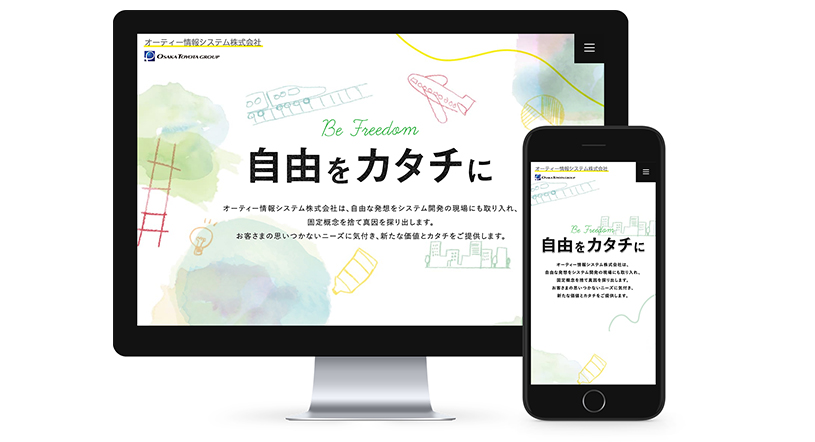 オーティー情報システム株式会社
OSAKA TOYOTA GROUP
Be Freedom
自由をカタチに
オーティー情報システム株式会社は、自由な発想をシステム開発の現場にも取り入れ、
固定概念を捨て真因を探り出します。
お客さまの思いつかないニーズに気付き、新たな価値とカタチをご提供します。
オーティー情報システム株式会社
OSAKA TOYOTA GROUP
Be Freedom
自由をカタチに
オーティー情報システム株式会社は、
自由な発想をシステム開発の現場にも取り入れ、
固定概念を捨て真因を探り出します。
お客さまの思いつかないニーズに気付き、
新たな価値とカタチをご提供します。